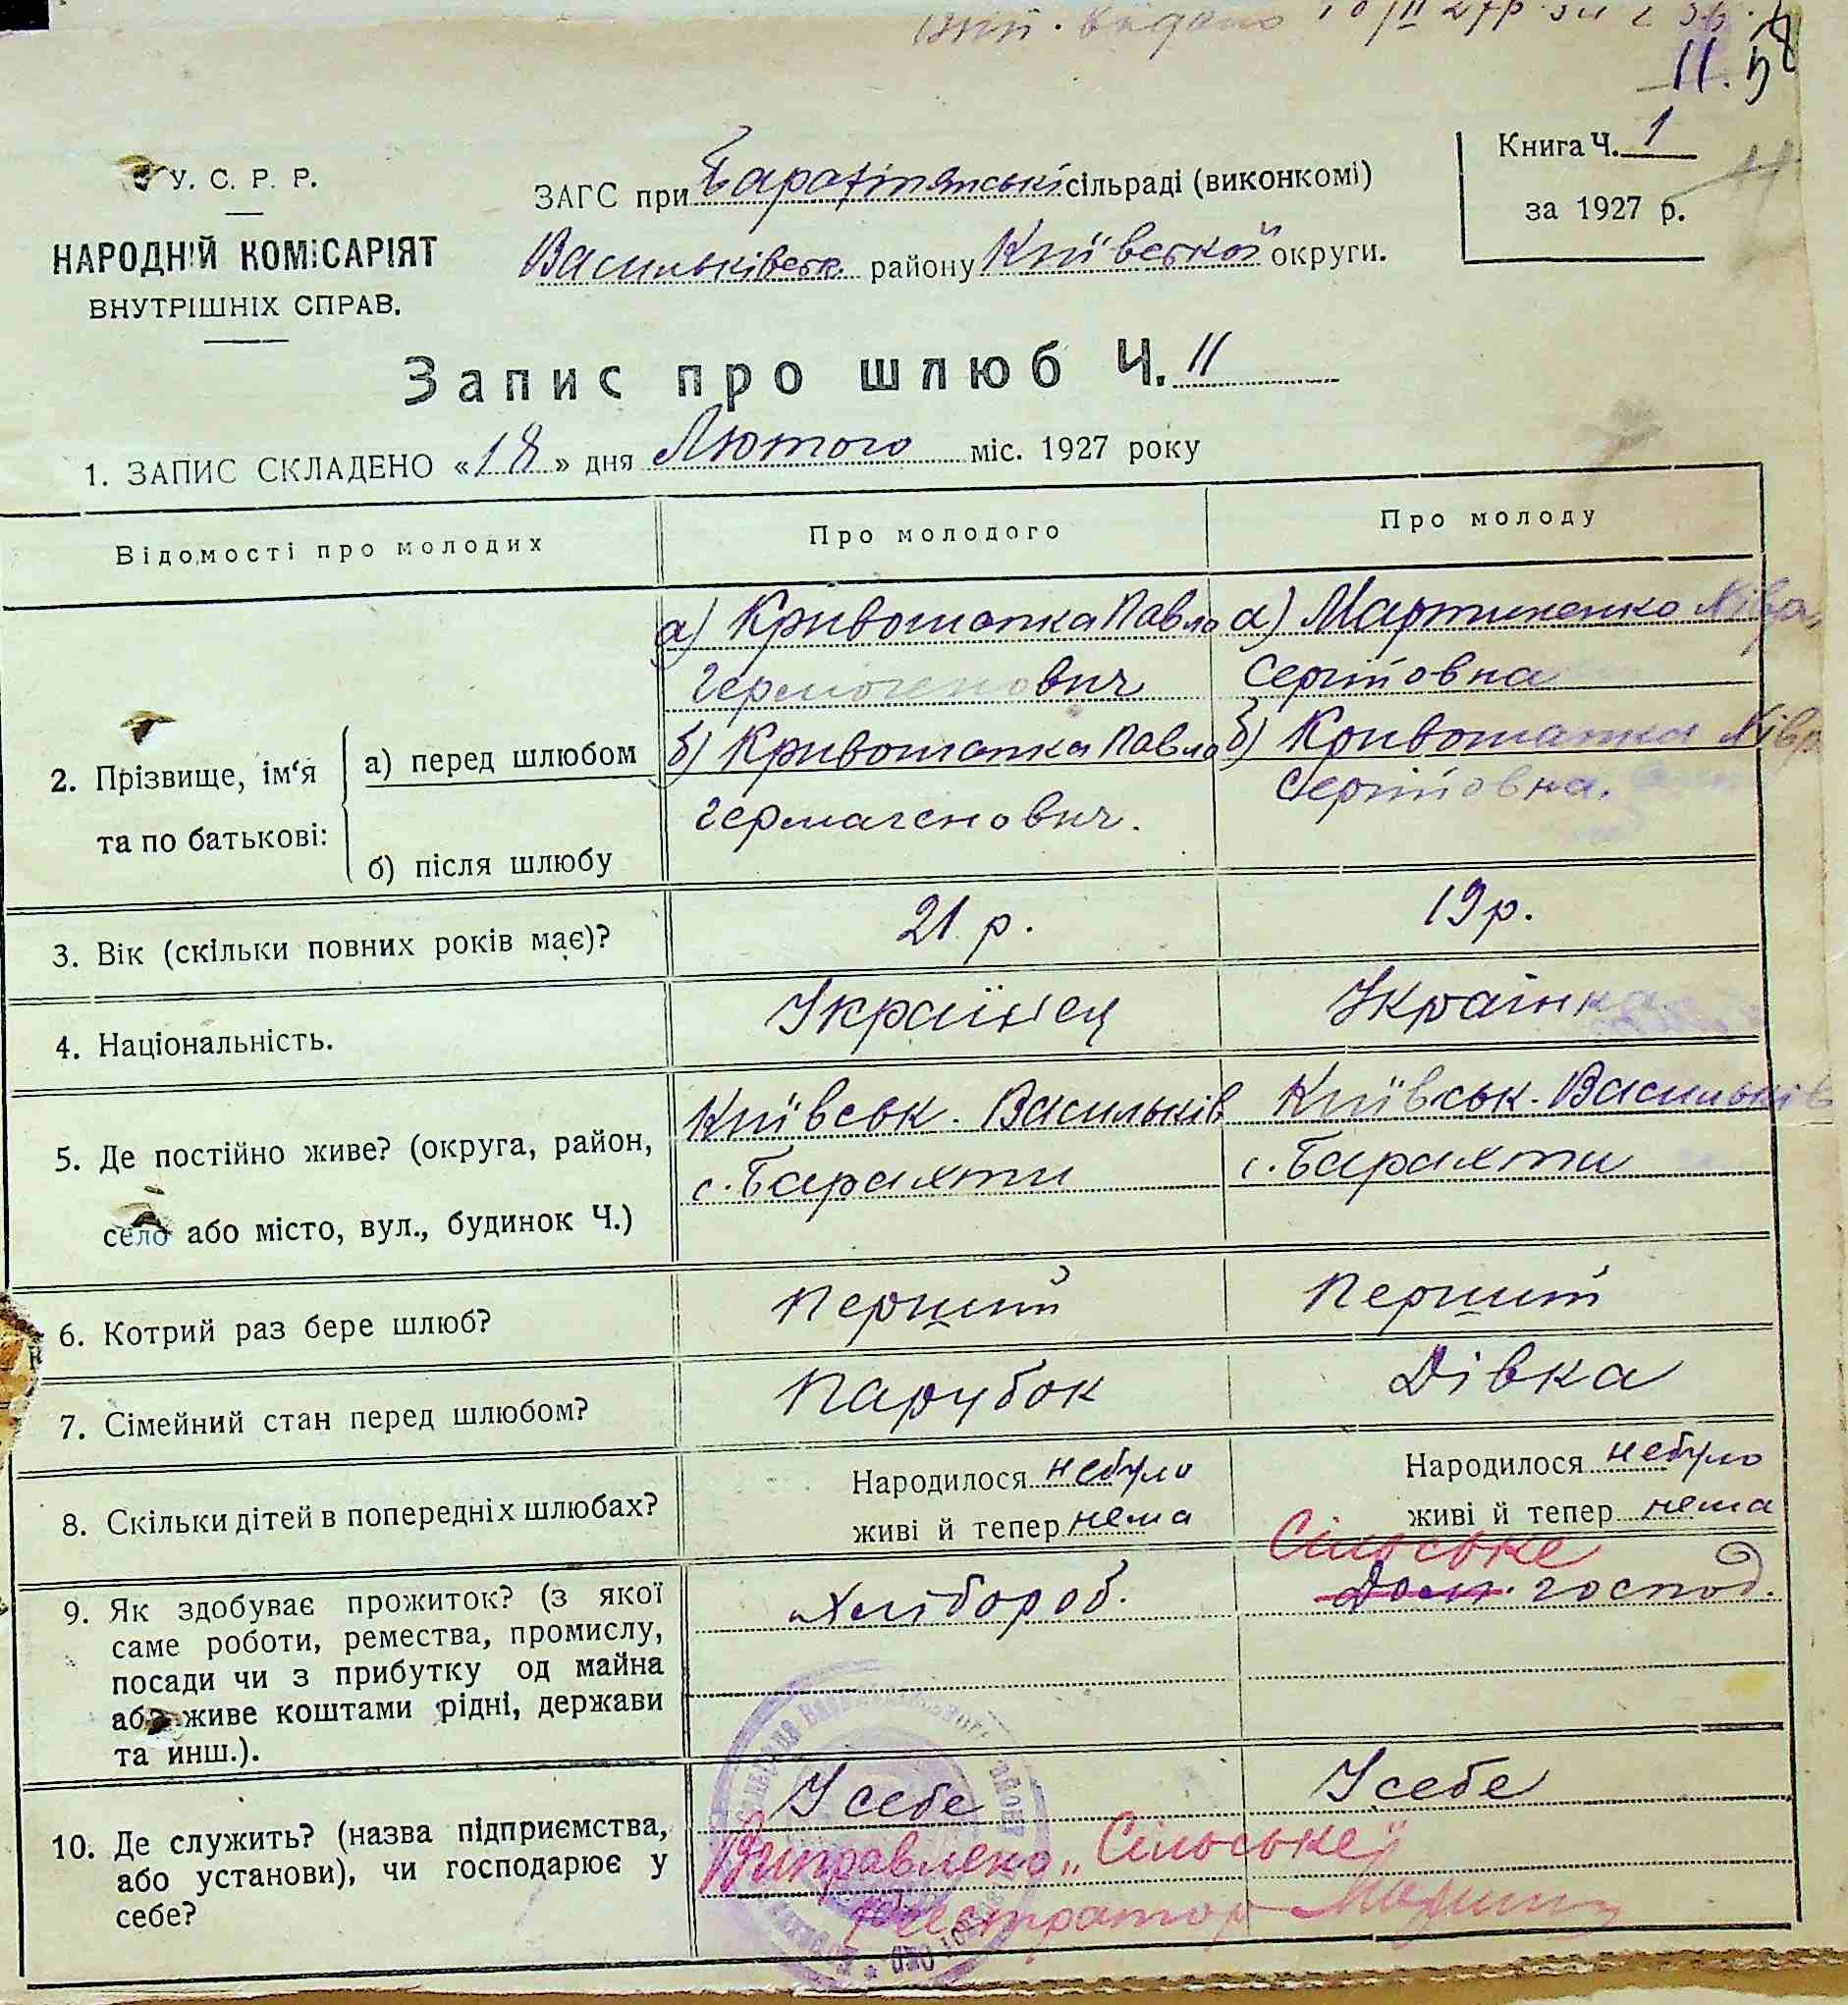 11.
У. С. Р. Р.
НАРОДНІЙ КОМІСАРІЯТ
ВНУТРІШНІХ СПРАВ.
ЗАГС при Барахтянські сільраді (виконкомі)
Васильківськ. району Київської округи.
Книга Ч. 1
за 1927 р.
Запис про шлюб Ч. 11
1. ЗАПИС СКЛАДЕНО «18» дня Лютого міс. 1927 року
Відомості про молодих
Про молодого
Про молоду
2. Прізвище, ім'я
та по батькові:
а) перед шлюбом
б) після шлюбу
а) Кривошапка Павло
Гермогенович
б) Кривошапка Павло
Гермагенович.
а) Мартиненко
Сергіївна
б) Кривошапка
Сергіївна.
3. Вік (скільки повних років має)?
21 р.
19 р.
4. Національність.
Українец
Українка
5. Де постійно живе? (округа, район,
село або місто, вул., будинок Ч.)
Київськ. Васильків
с. Барахти
Київськ. Васильків
с. Барахти
6. Котрий раз бере шлюб?
Перший
Перший
7. Сімейний стан перед шлюбом?
Парубок
Дівка
8. Скільки дітей в попередніх шлюбах?
Народилося небуло
живі й тепер нема
Народилося небуло
живі й тепер нема
9. Як здобуває прожиток? (з якої
саме роботи, ремества, промислу,
посади чи з прибутку од майна
або живе коштами рідні, держави
та инш.).
Хлібороб.
Сільське
Дом. господ.
10. Де служить? (назва підприємства,
або установи), чи господарює у
себе?
У себе
У себе
Виправлено „Сільське"
Реєстратор